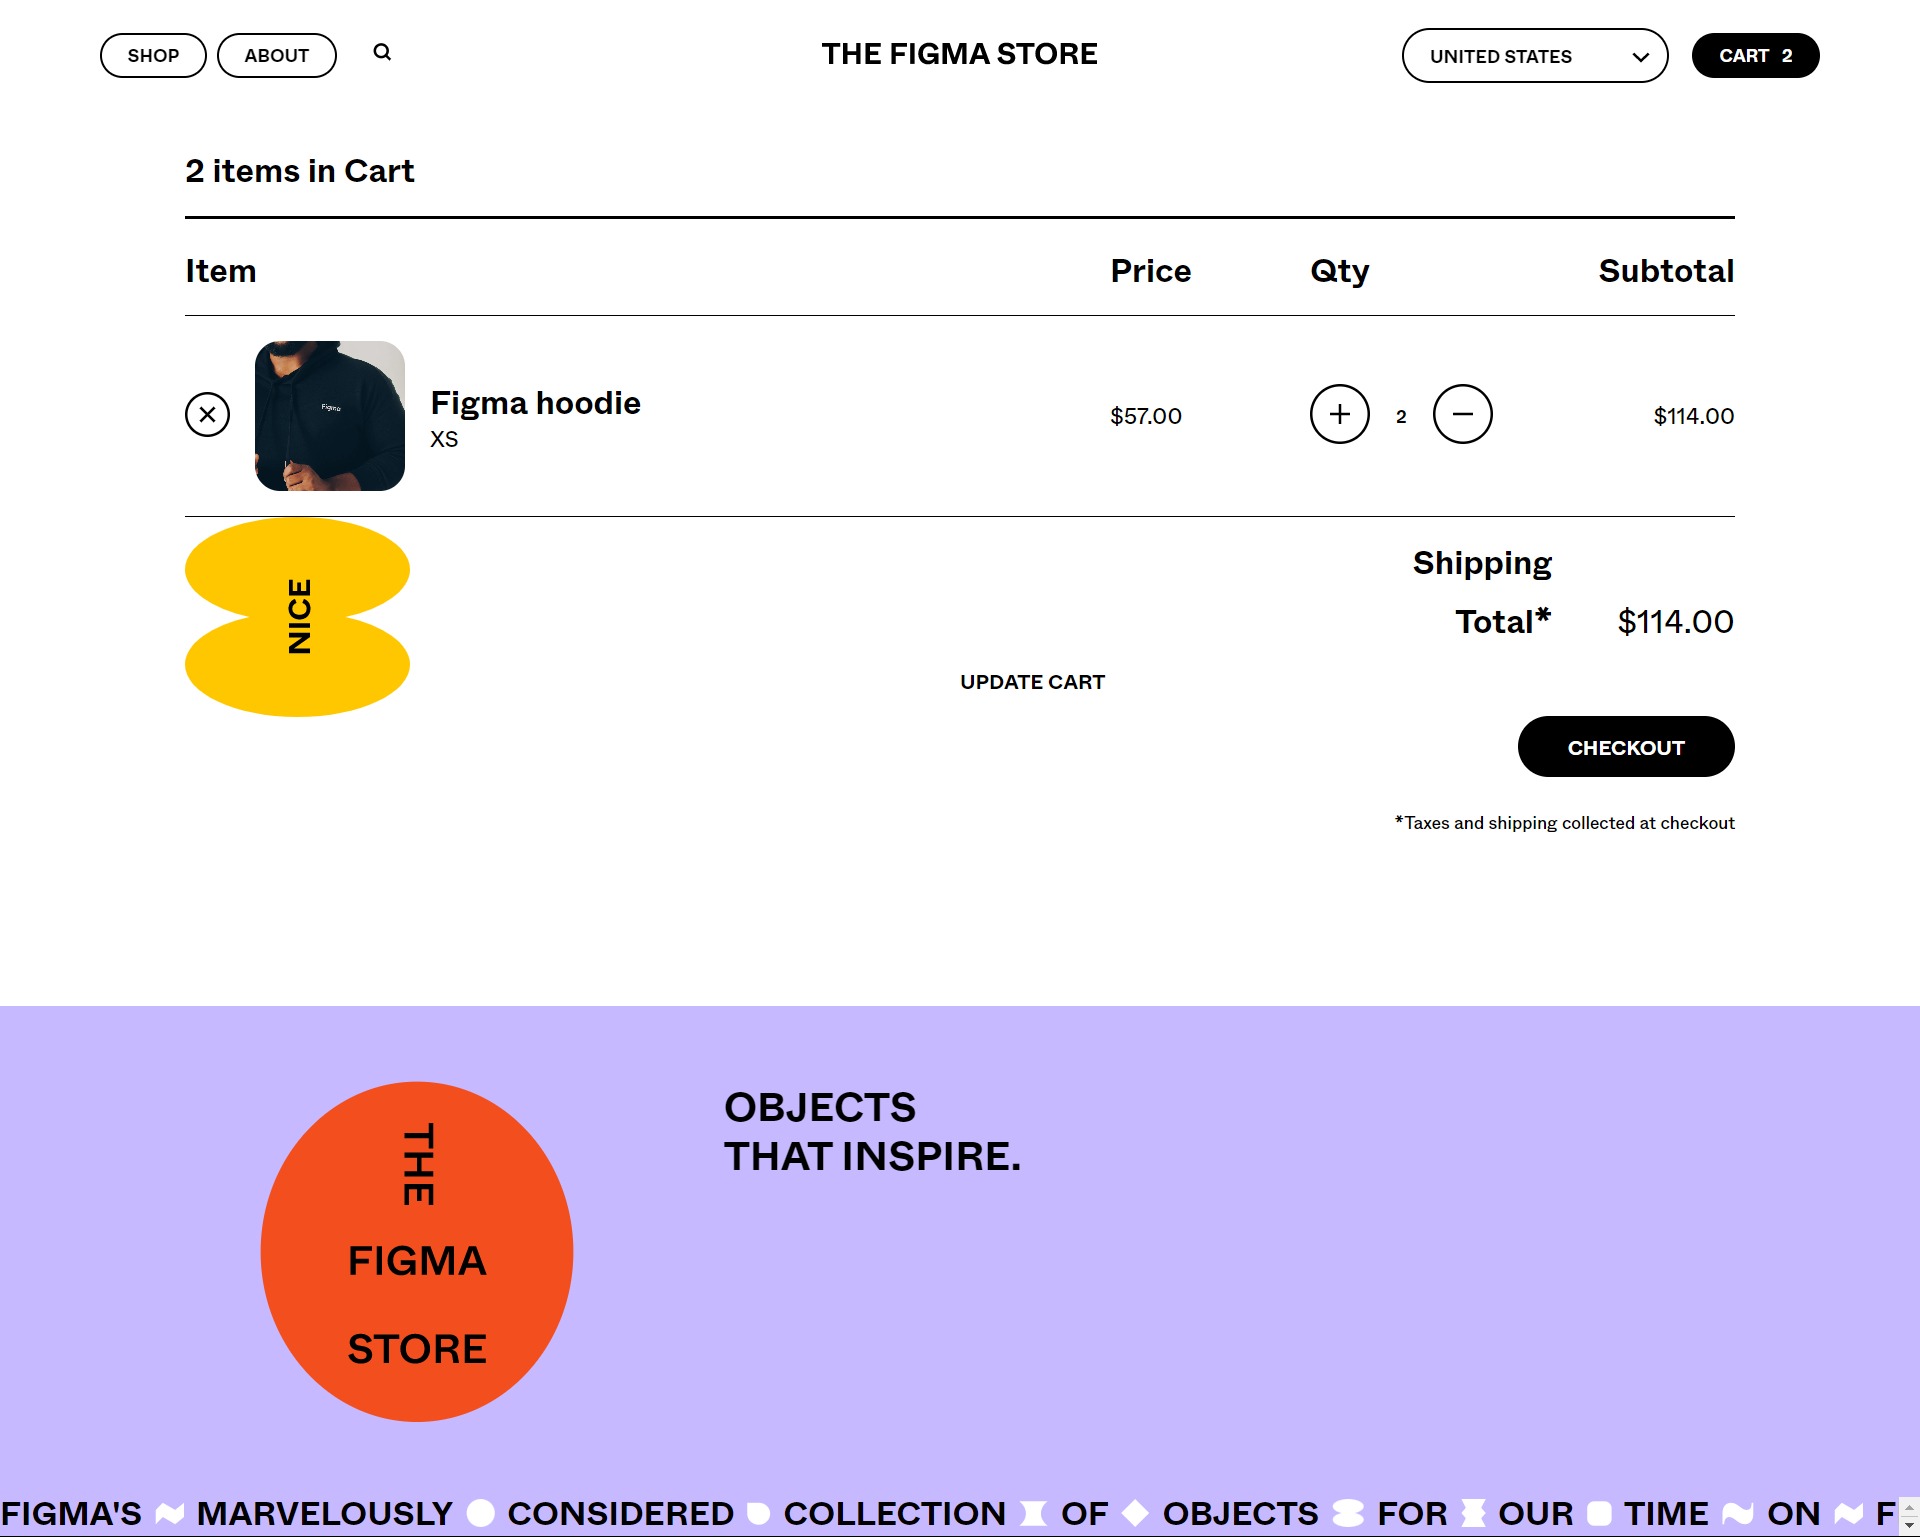 SHOP
ABOUT
THE FIGMA STORE
UNITED STATES
CART 2
2 items in Cart
Item Price Qty Subtotal
Figma
Figma hoodie
XS
$57.00
2
$114.00
NICE
Shipping
Total* $114.00
UPDATE CART
CHECKOUT
*Taxes and shipping collected at checkout
THE
FIGMA
STORE
OBJECTS
THAT INSPIRE.
FIGMA'S MARVELOUSLY CONSIDERED COLLECTION OF OBJECTS FOR OUR TIME ON F